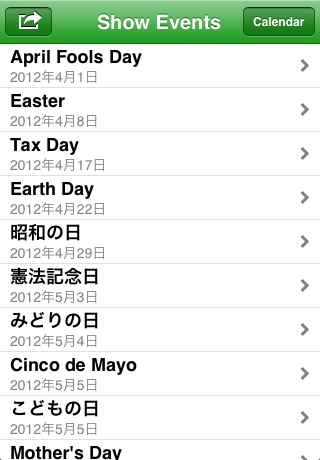 Show Events
Calendar
April Fools Day
2012年4月1日
Easter
2012年4月8日
Tax Day
2012年4月17日
Earth Day
2012年4月22日
昭和の日
2012年4月29日
憲法記念日
2012年5月3日
みどりの日
2012年5月4日
Cinco de Mayo
2012年5月5日
こどもの日
2012年5月5日
Mother's Day